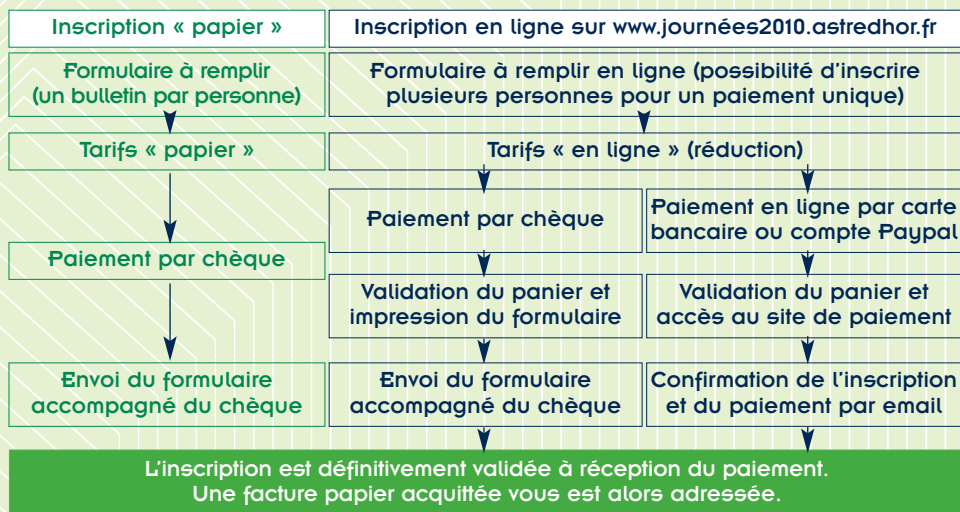 Inscription « papier »
Inscription en ligne sur www.journées2010.astredhor.fr
Formulaire à remplir
(un bulletin par personne)
Formulaire à remplir en ligne (possibilité d'inscrire
plusieurs personnes pour un paiement unique)
Tarifs « papier »
Tarifs « en ligne » (réduction)
Paiement par chèque
Paiement par chèque
Paiement en ligne par carte
bancaire ou compte Paypal
Validation du panier et
impression du formulaire
Validation du panier et
accès au site de paiement
Envoi du formulaire
accompagné du chèque
Envoi du formulaire
accompagné du chèque
Confirmation de l'inscription
et du paiement par email
L'inscription est définitivement validée à réception du paiement.
Une facture papier acquittée vous est alors adressée.